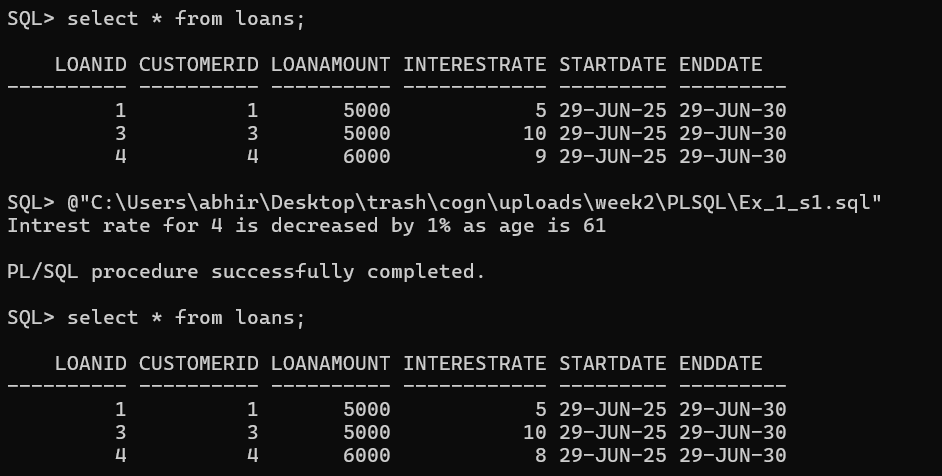 SQL> select * from loans;
    LOANID CUSTOMERID LOANAMOUNT INTERESTRATE STARTDATE ENDDATE
---------- ---------- ---------- ------------ --------- ---------
         1          1       5000            5 29-JUN-25 29-JUN-30
         3          3       5000           10 29-JUN-25 29-JUN-30
         4          4       6000            9 29-JUN-25 29-JUN-30
SQL> @"C:\Users\abhir\Desktop\trash\cogn\uploads\week2\PLSQL\Ex_1_s1.sql"
Intrest rate for 4 is decreased by 1% as age is 61
PL/SQL procedure successfully completed.
SQL> select * from loans;
    LOANID CUSTOMERID LOANAMOUNT INTERESTRATE STARTDATE ENDDATE
---------- ---------- ---------- ------------ --------- ---------
         1          1       5000            5 29-JUN-25 29-JUN-30
         3          3       5000           10 29-JUN-25 29-JUN-30
         4          4       6000            8 29-JUN-25 29-JUN-30